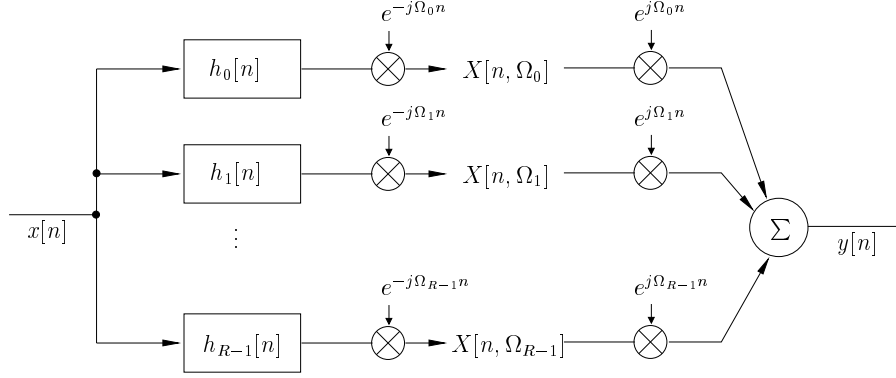 e^{-jΩ_0 n} e^{jΩ_0 n}
h_0[n] X[n, Ω_0]
e^{-jΩ_1 n} e^{jΩ_1 n}
h_1[n] X[n, Ω_1]
x[n] ⋮ Σ y[n]
e^{-jΩ_{R-1} n} e^{jΩ_{R-1} n}
h_{R-1}[n] X[n, Ω_{R-1}]